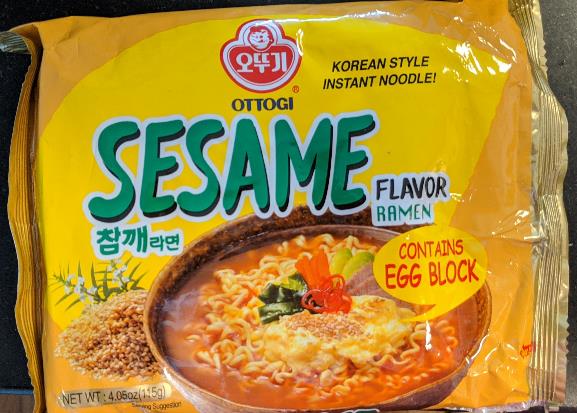 오뚜기
®
OTTOGI
KOREAN STYLE
INSTANT NOODLE!
SESAME
FLAVOR
RAMEN
참깨라면
CONTAINS
EGG BLOCK
NET WT : 4.05oz(115g)
Serving Suggestion